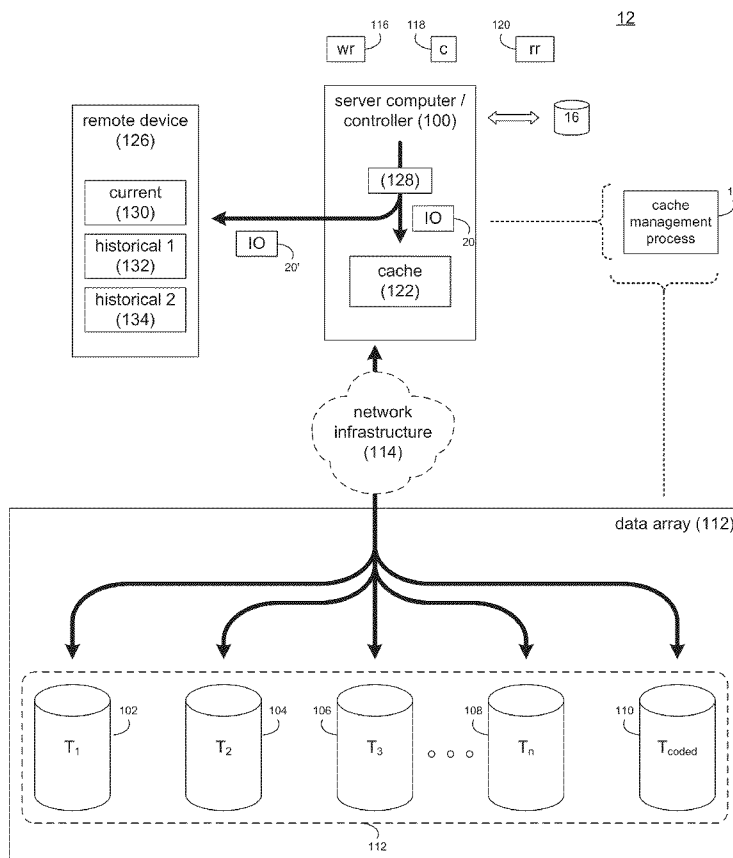 12
116
118
120
wr
c
rr
server computer /
controller (100)
16
remote device
(126)
(128)
current
(130)
IO
20
IO
20'
historical 1
(132)
cache
management
process
cache
(122)
historical 2
(134)
network
infrastructure
(114)
data array (112)
102
104
106
108
110
T1
T2
T3
Tn
Tcoded
112